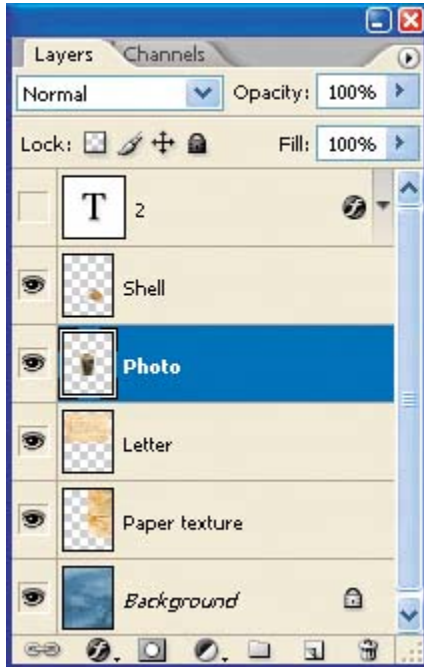 Layers Channels
Normal Opacity: 100%
Lock: Fill: 100%
T 2
Shell
Photo
Letter
Paper texture
Background